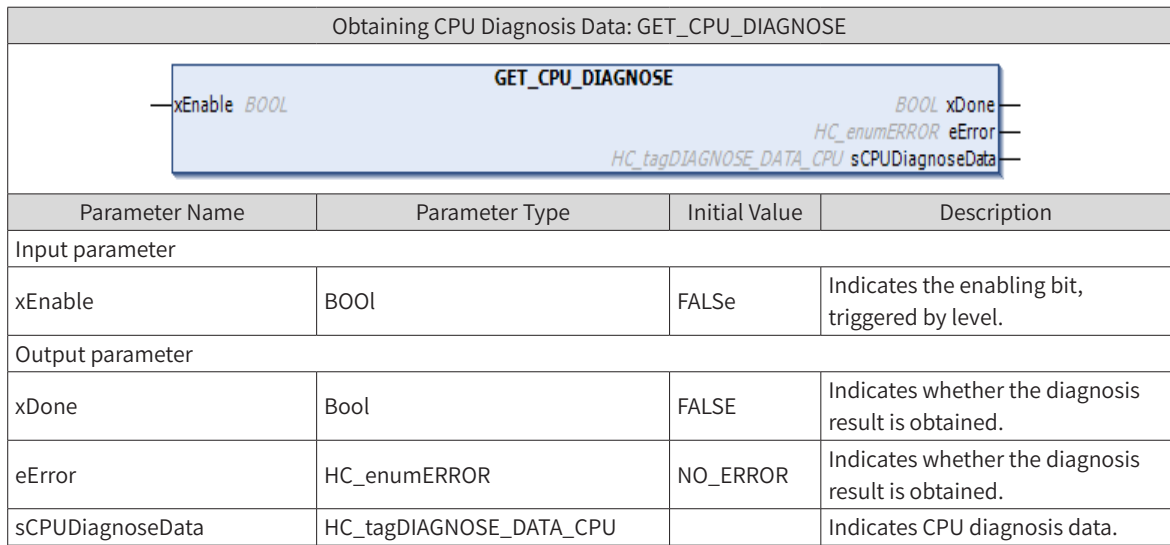 Obtaining CPU Diagnosis Data: GET_CPU_DIAGNOSE
GET_CPU_DIAGNOSE
xEnable BOOL
BOOL xDone
HC_enumERROR eError
HC_tagDIAGNOSE_DATA_CPU sCPUDiagnoseData
Parameter Name Parameter Type Initial Value Description
Input parameter
xEnable BOOl FALSe Indicates the enabling bit,
triggered by level.
Output parameter
xDone Bool FALSE Indicates whether the diagnosis
result is obtained.
eError HC_enumERROR NO_ERROR Indicates whether the diagnosis
result is obtained.
sCPUDiagnoseData HC_tagDIAGNOSE_DATA_CPU Indicates CPU diagnosis data.